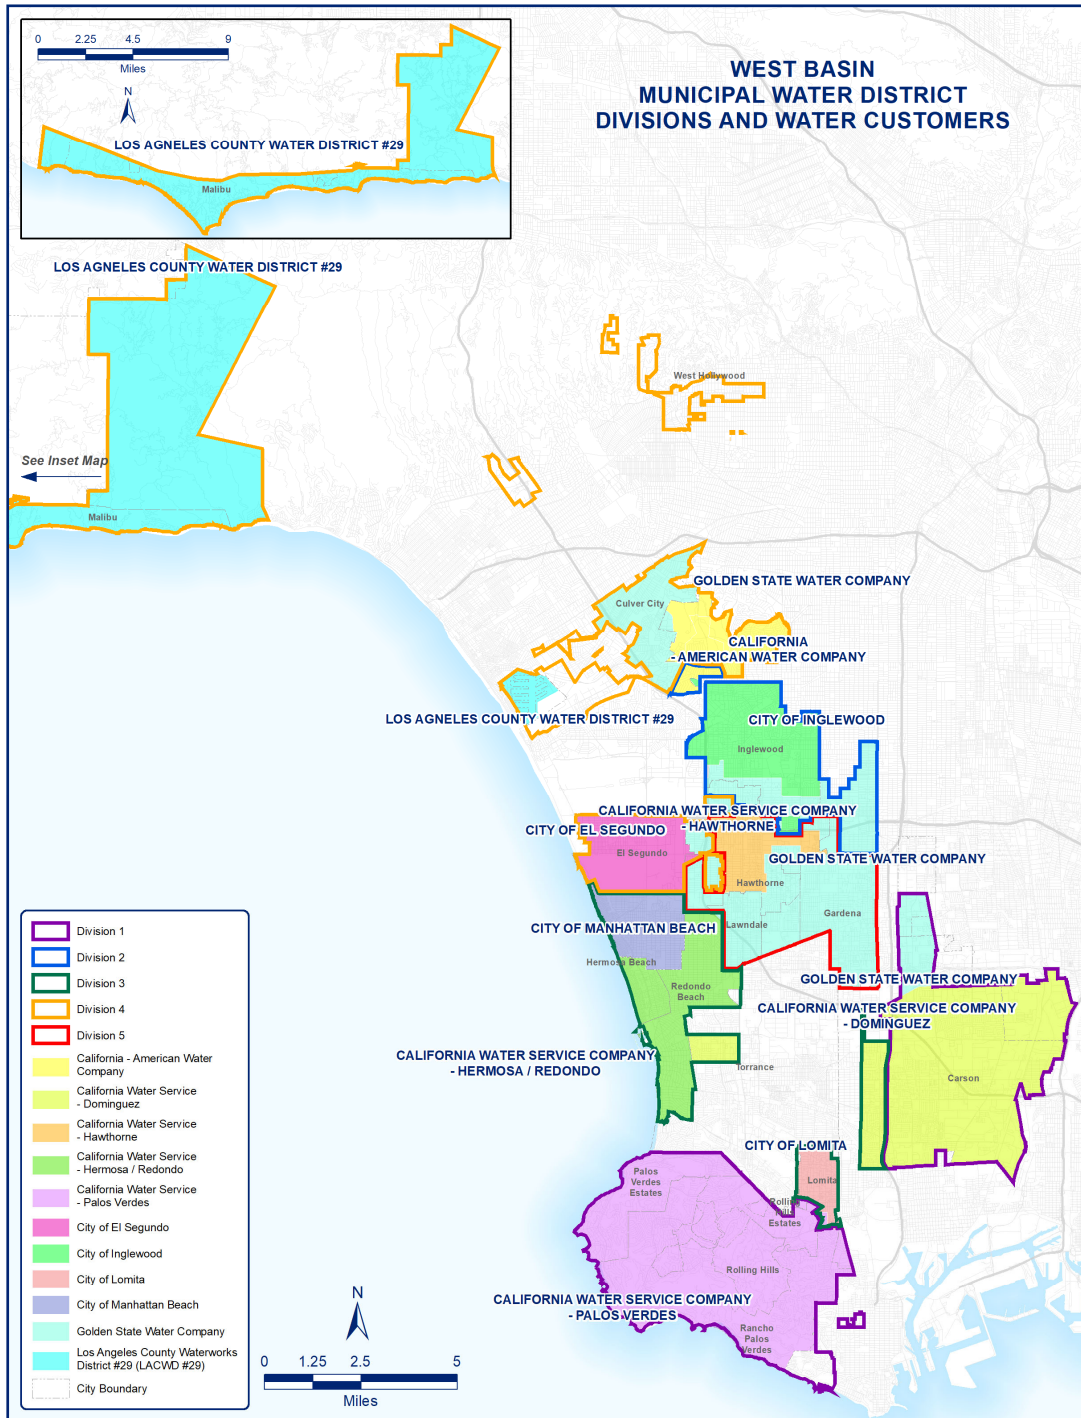 WEST BASIN
MUNICIPAL WATER DISTRICT
DIVISIONS AND WATER CUSTOMERS
0 2.25 4.5 9
Miles
N
LOS AGNELES COUNTY WATER DISTRICT #29
Malibu
LOS AGNELES COUNTY WATER DISTRICT #29
See Inset Map
Malibu
West Hollywood
GOLDEN STATE WATER COMPANY
Culver City
CALIFORNIA
- AMERICAN WATER COMPANY
LOS AGNELES COUNTY WATER DISTRICT #29
CITY OF INGLEWOOD
Inglewood
CALIFORNIA WATER SERVICE COMPANY
- HAWTHORNE
CITY OF EL SEGUNDO
El Segundo
GOLDEN STATE WATER COMPANY
Hawthorne
Gardena
Lawndale
CITY OF MANHATTAN BEACH
Hermosa Beach
Redondo
Beach
GOLDEN STATE WATER COMPANY
CALIFORNIA WATER SERVICE COMPANY
- DOMINGUEZ
CALIFORNIA WATER SERVICE COMPANY
- HERMOSA / REDONDO
Torrance
Carson
CITY OF LOMITA
Lomita
Palos
Verdes
Estates
Rolling
Hills
Estates
Rolling Hills
CALIFORNIA WATER SERVICE COMPANY
- PALOS VERDES
Rancho
Palos
Verdes
Division 1
Division 2
Division 3
Division 4
Division 5
California - American Water
Company
California Water Service
- Dominguez
California Water Service
- Hawthorne
California Water Service
- Hermosa / Redondo
California Water Service
- Palos Verdes
City of El Segundo
City of Inglewood
City of Lomita
City of Manhattan Beach
Golden State Water Company
Los Angeles County Waterworks
District #29 (LACWD #29)
City Boundary
N
0 1.25 2.5 5
Miles